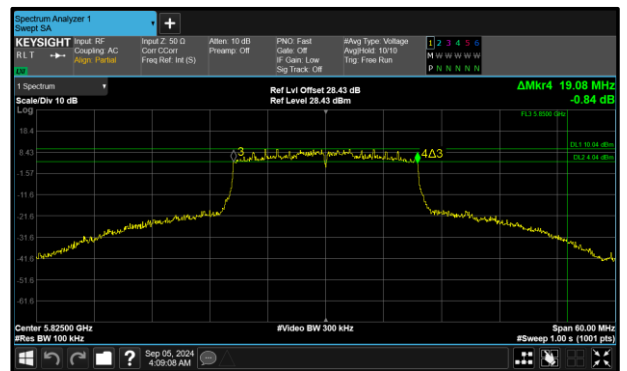 Spectrum Analyzer 1
Swept SA
+
KEYSIGHT Input: RF Input Z: 50 Ω Atten: 10 dB PNO: Fast #Avg Type: Voltage 1 2 3 4 5 6
RLT Coupling: AC Corr CCorr Preamp: Off Gate: Off Avg|Hold: 10/10 M W W W W W
Align: Partial Freq Ref: Int (S) IF Gain: Low Trig: Free Run
Sig Track: Off P N N N N N
1 Spectrum
Ref Lvl Offset 28.43 dB ΔMkr4 19.08 MHz
Scale/Div 10 dB Ref Level 28.43 dBm -0.84 dB
Log
FL3 5.8500 GHz
18.4
DL1 10.04 dBm
8.43
3
4Δ3
DL2 4.04 dBm
-1.57
-11.6
-21.6
-31.6
-41.6
-51.6
-61.6
Center 5.82500 GHz #Video BW 300 kHz Span 60.00 MHz
#Res BW 100 kHz #Sweep 1.00 s (1001 pts)
? Sep 05, 2024
4:09:08 AM